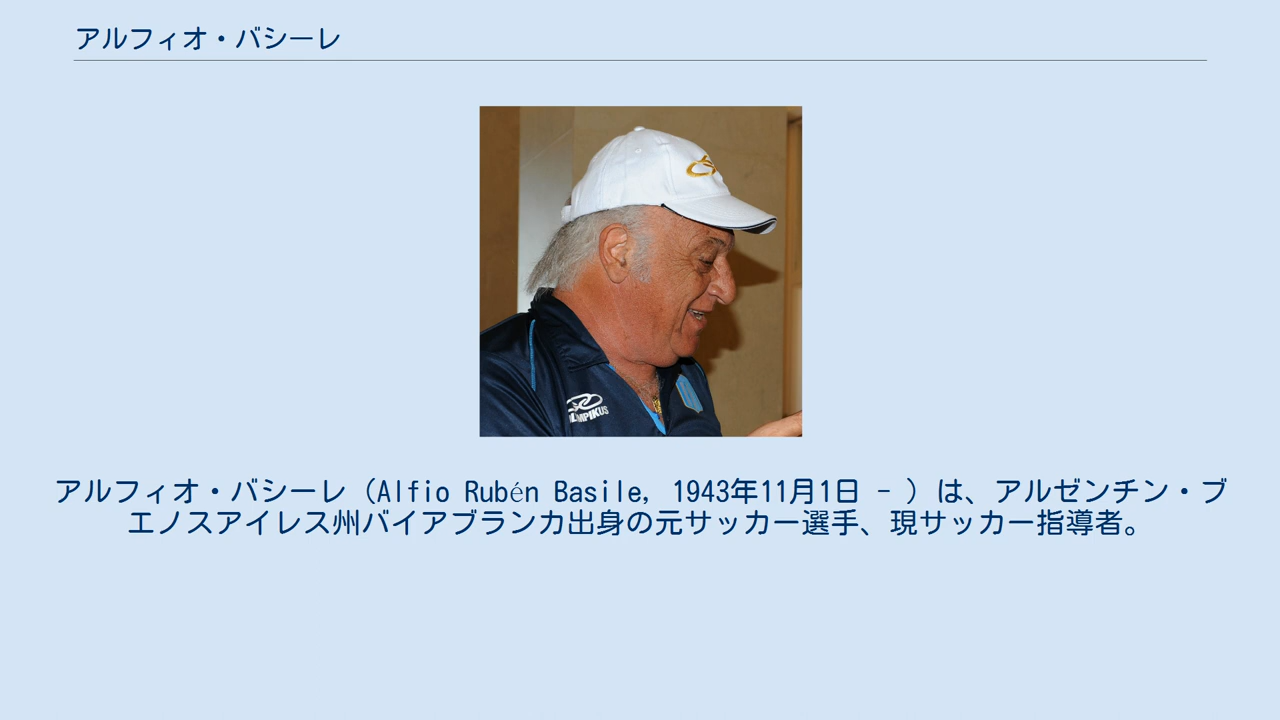 アルフィオ・バシーレ
OLMPIKUS
アルフィオ・バシーレ（Alfio Rubén Basile, 1943年11月1日 - ）は、アルゼンチン・ブ
エノスアイレス州バイアブランカ出身の元サッカー選手、現サッカー指導者。